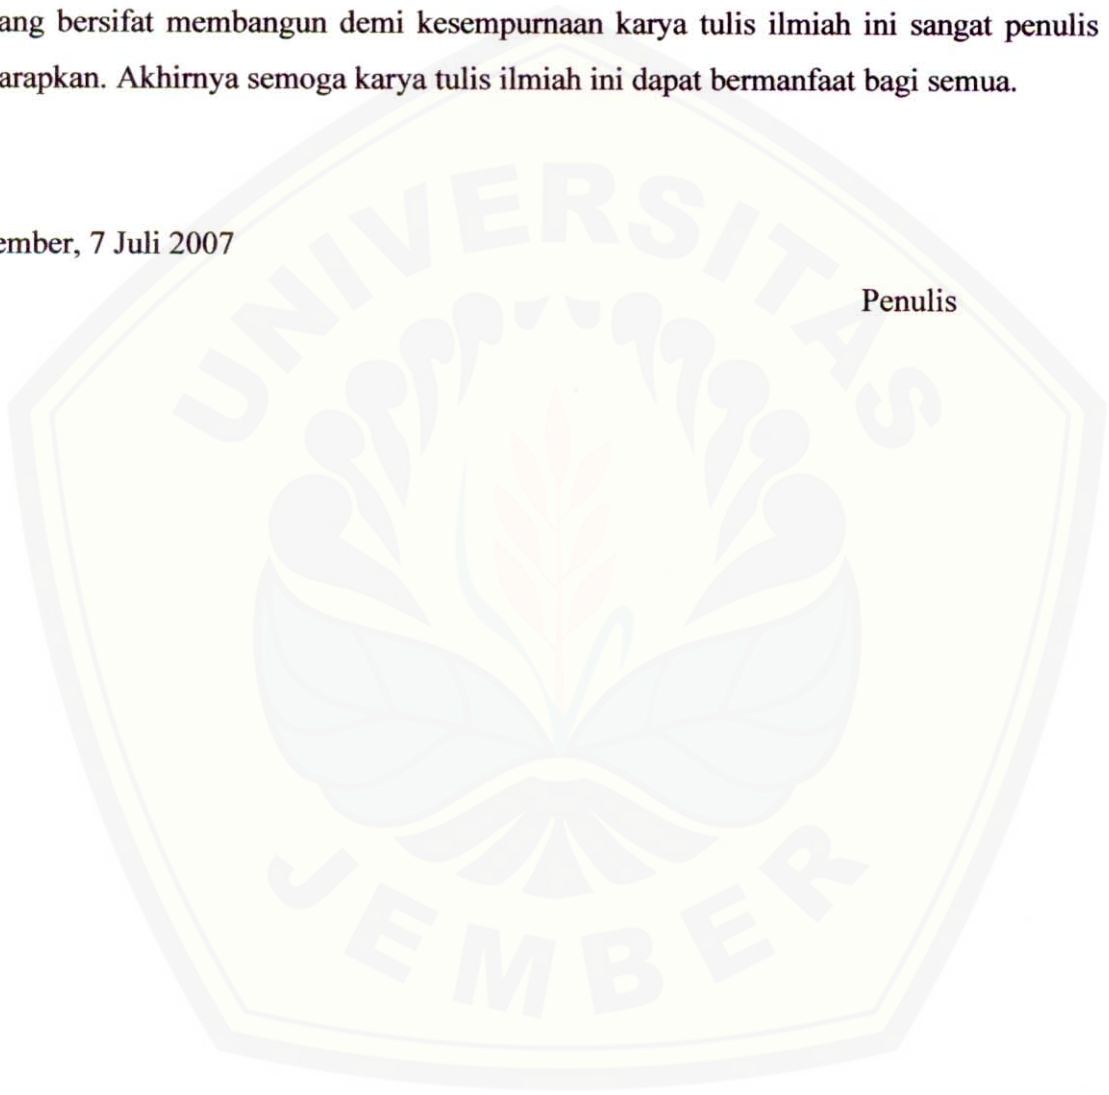 ang bersifat membangun demi kesempurnaan karya tulis ilmiah ini sangat penulis
arapkan. Akhirnya semoga karya tulis ilmiah ini dapat bermanfaat bagi semua.
ember, 7 Juli 2007
Penulis
UNIVERSITAS
JEMBER